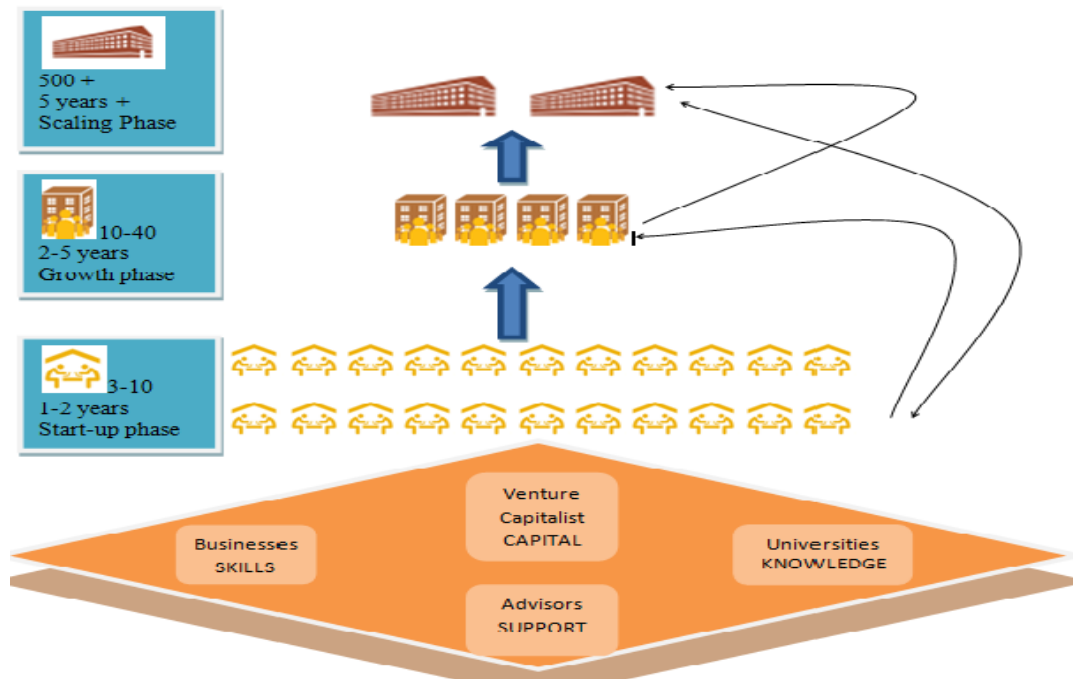 500 +
5 years +
Scaling Phase
10-40
2-5 years
Growth phase
3-10
1-2 years
Start-up phase
Venture
Capitalist
CAPITAL
Businesses
SKILLS
Universities
KNOWLEDGE
Advisors
SUPPORT